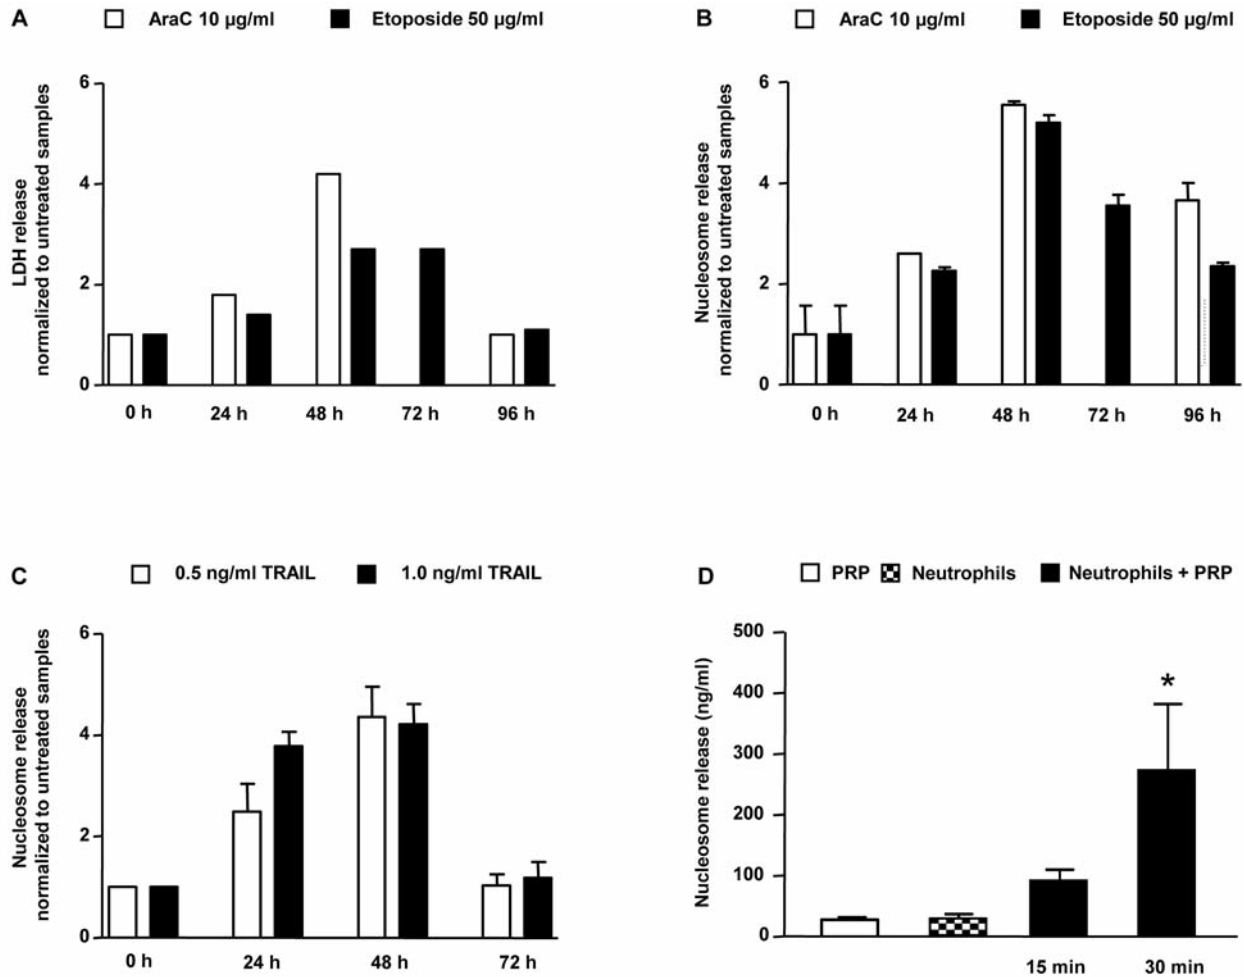 A
AraC 10 µg/ml
Etoposide 50 µg/ml
LDH release
normalized to untreated samples
6
4
2
0
0 h
24 h
48 h
72 h
96 h
B
AraC 10 µg/ml
Etoposide 50 µg/ml
Nucleosome release
normalized to untreated samples
6
4
2
0
0 h
24 h
48 h
72 h
96 h
C
0.5 ng/ml TRAIL
1.0 ng/ml TRAIL
Nucleosome release
normalized to untreated samples
6
4
2
0
0 h
24 h
48 h
72 h
D
PRP
Neutrophils
Neutrophils + PRP
Nucleosome release (ng/ml)
500
400
300
200
100
0
*
15 min
30 min